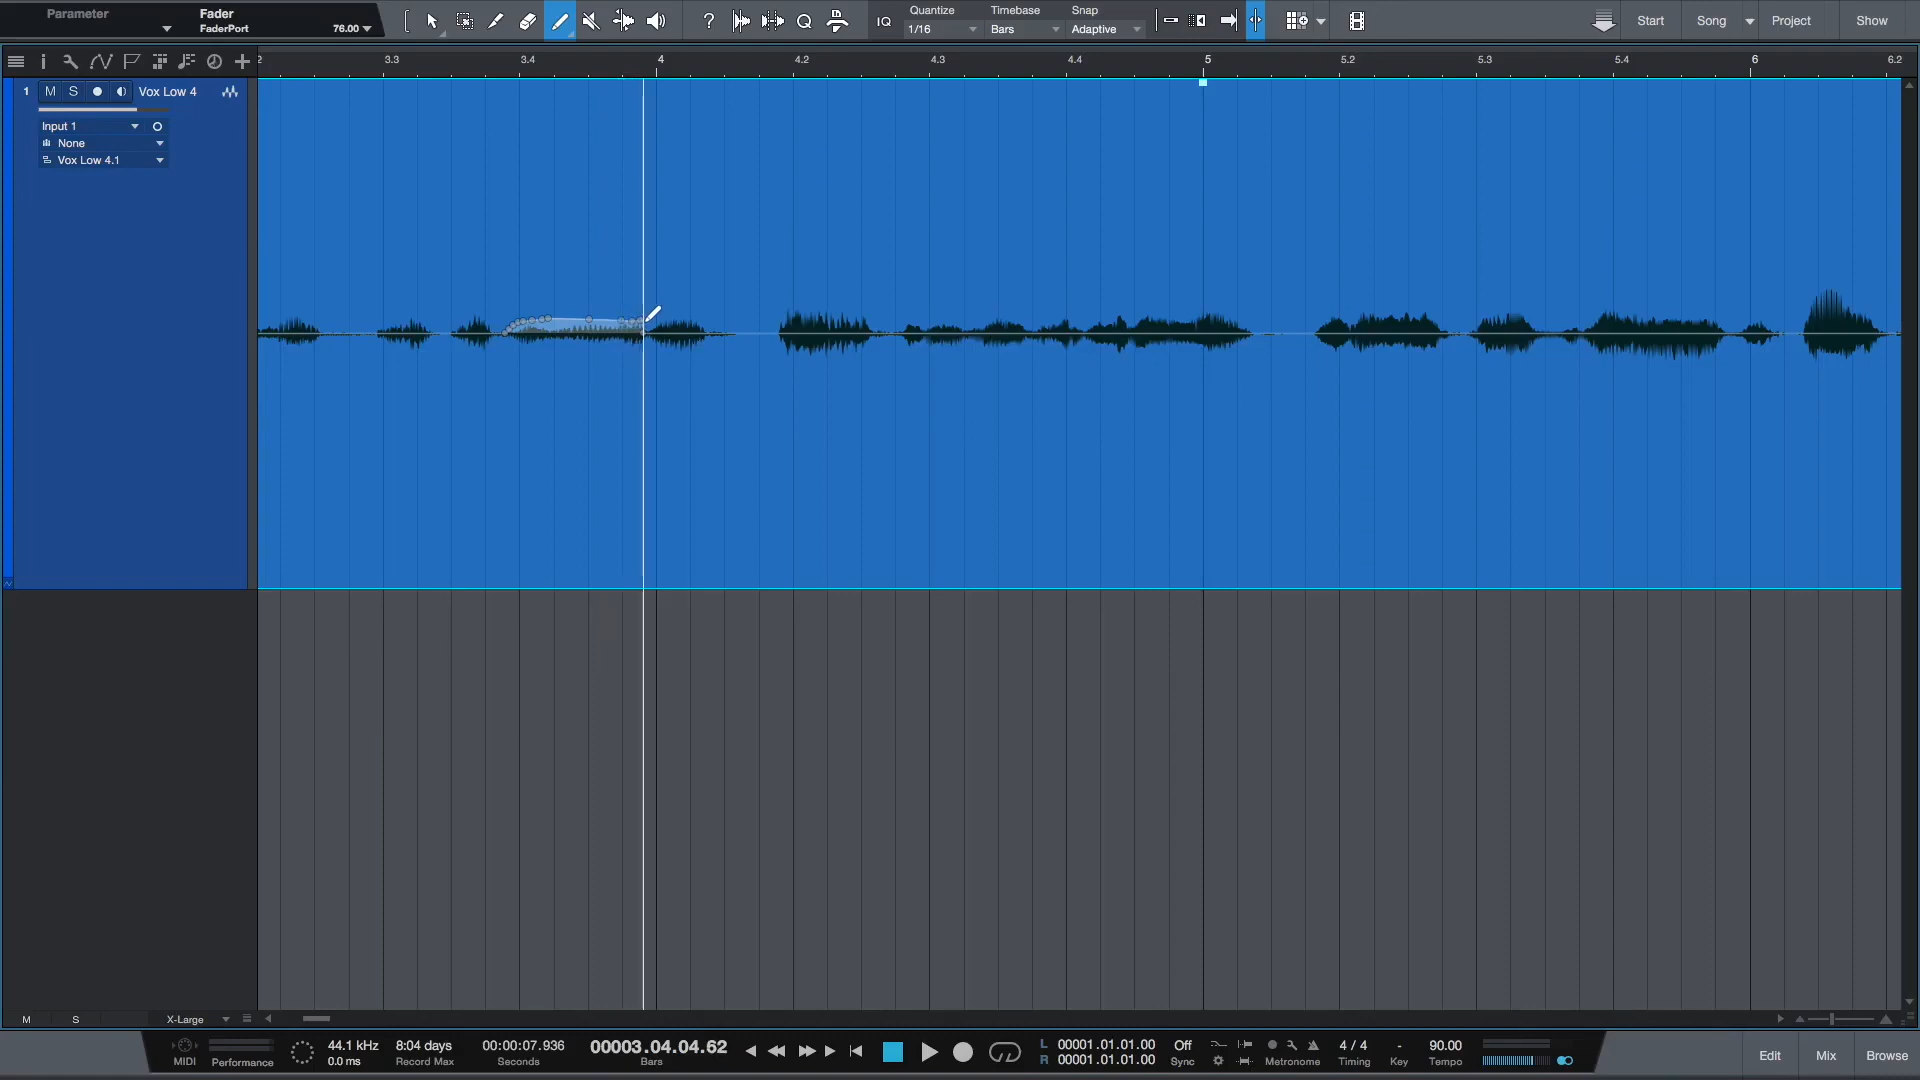 Parameter
Fader
FaderPort
76.00
?
IQ
Quantize
1/16
Timebase
Bars
Snap
Adaptive
Start
Song
Project
Show
2
3.3
3.4
4
4.2
4.3
4.4
5
5.2
5.3
5.4
6
6.2
1
M
S
Vox Low 4
Input 1
None
Vox Low 4.1
M
S
X-Large
MIDI
Performance
44.1 kHz
0.0 ms
8:04 days
Record Max
00:00:07.936
Seconds
00003.04.04.62
Bars
L 00001.01.01.00
R 00001.01.01.00
Off
Sync
Metronome
4 / 4
Timing
-
Key
90.00
Tempo
Edit
Mix
Browse